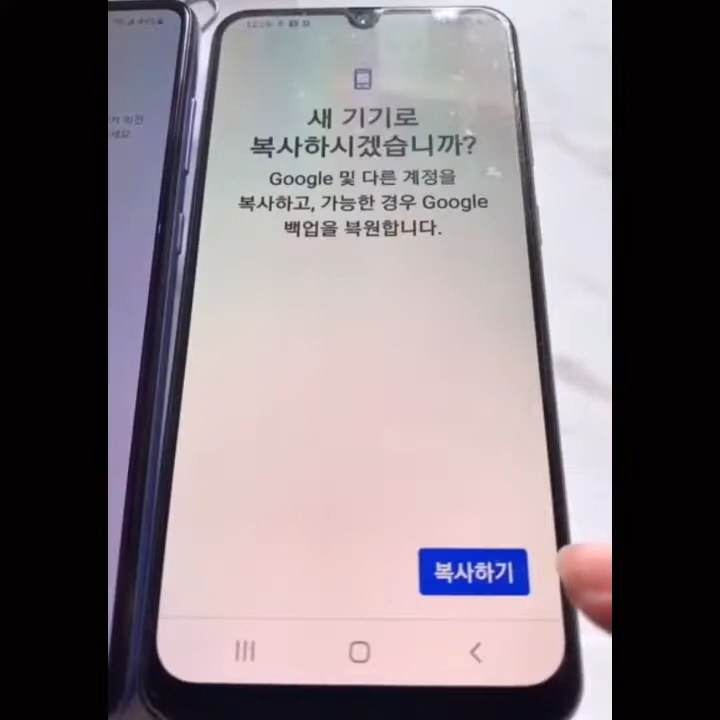 새 기기로
복사하시겠습니까?
Google 및 다른 계정을
복사하고, 가능한 경우 Google
백업을 복원합니다.
복사하기